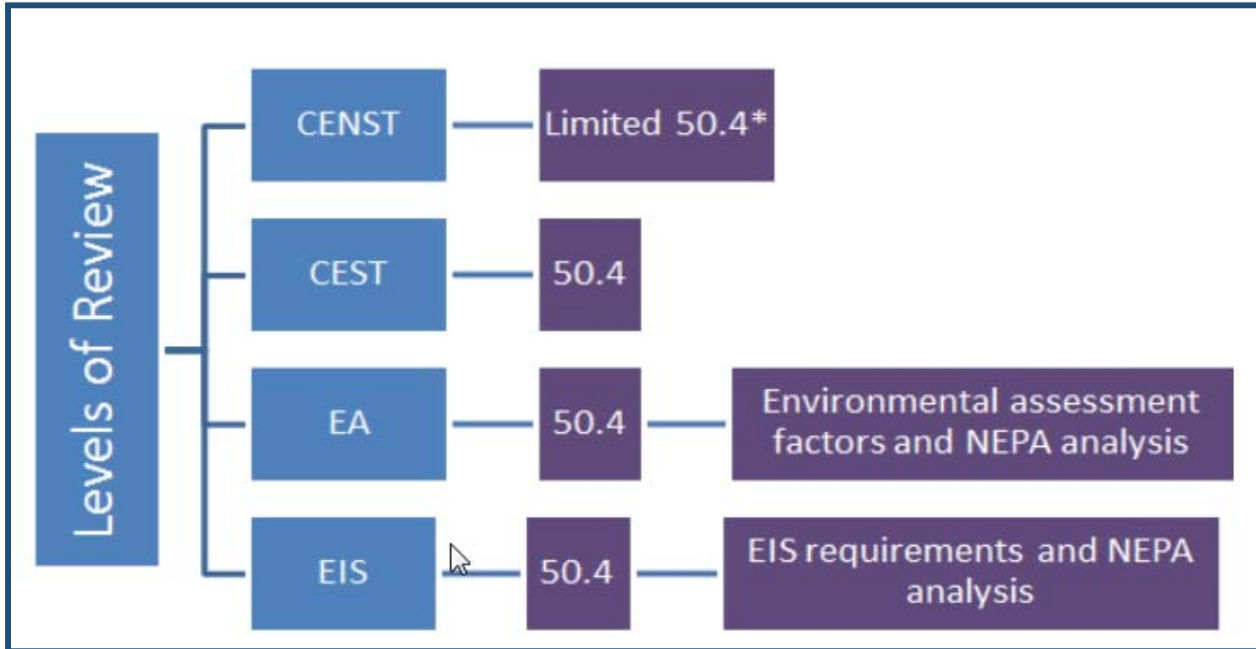 Levels of Review
CENST
Limited 50.4*
CEST
50.4
EA
50.4
Environmental assessment
factors and NEPA analysis
EIS
50.4
EIS requirements and NEPA
analysis